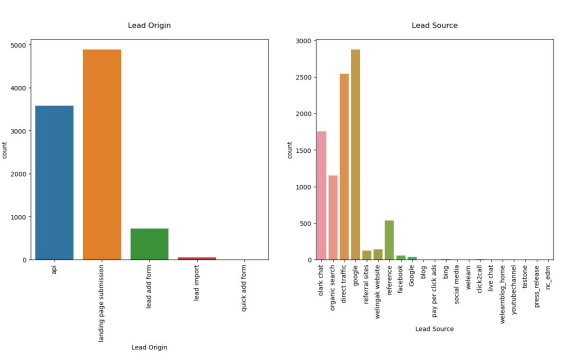 Lead Origin
5000
4000
3000
2000
1000
0
count
api
landing page submission
lead add form
lead import
quick add form
Lead Origin
Lead Source
3000
2500
2000
1500
1000
500
0
count
olark chat
organic search
direct traffic
google
referral sites
welingak website
reference
facebook
Google
blog
pay per click ads
bing
social media
welearn
click2call
live chat
welearnblog_home
youtubechannel
testone
press_release
nc_edm
Lead Source